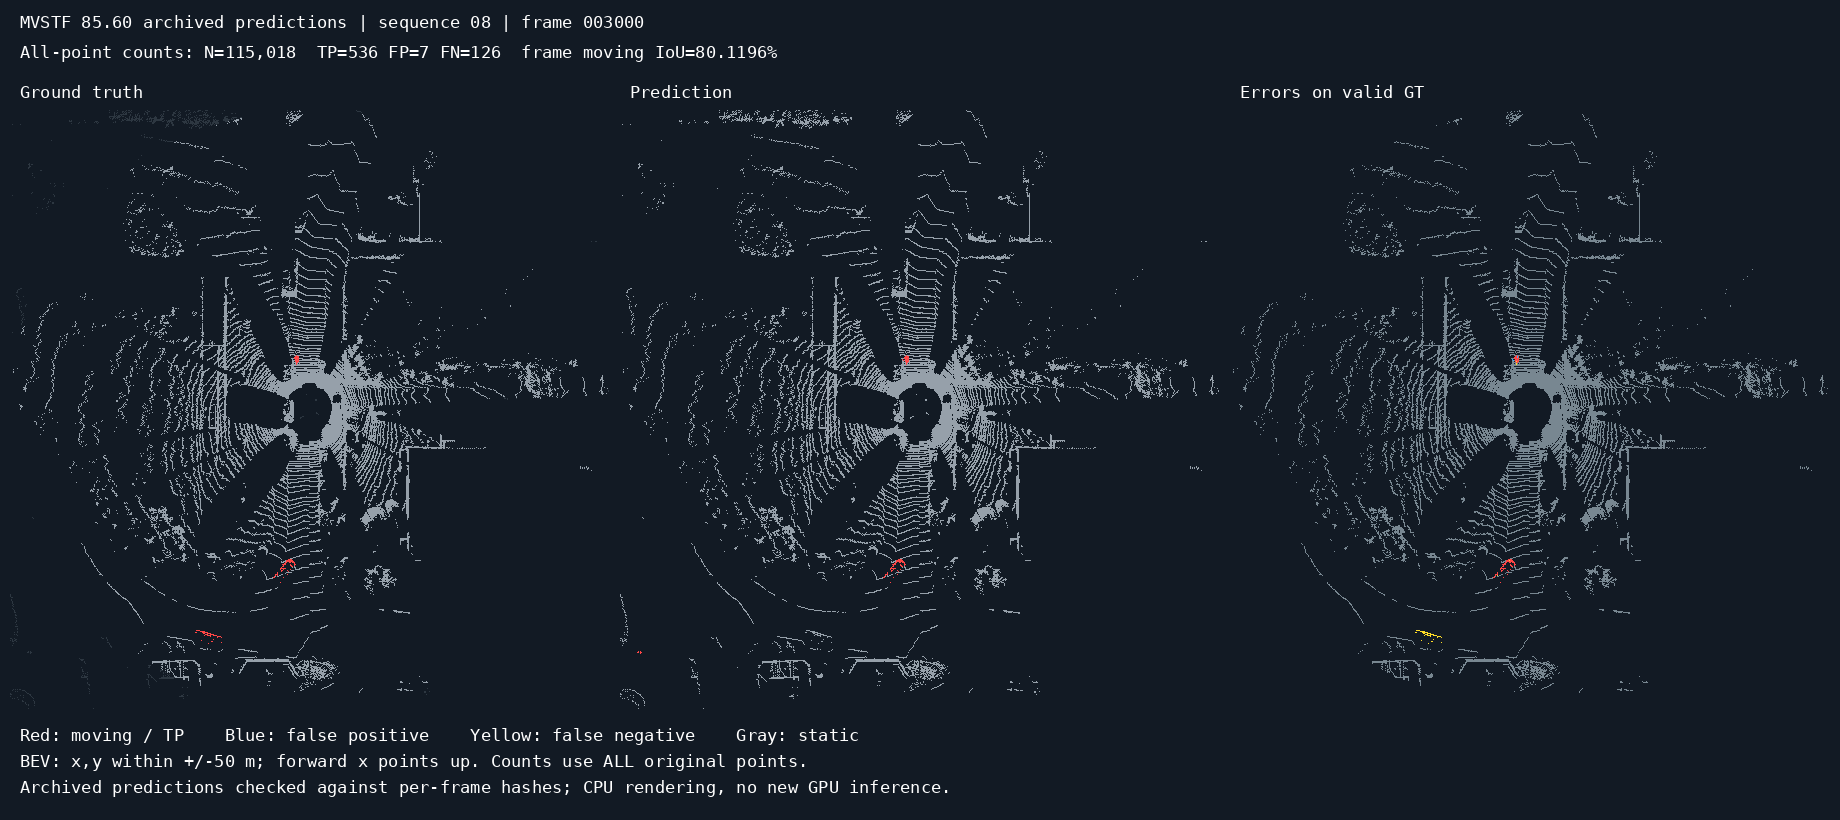 MVSTF 85.60 archived predictions | sequence 08 | frame 003000
All-point counts: N=115,018  TP=536 FP=7 FN=126  frame moving IoU=80.1196%
Ground truth
Prediction
Errors on valid GT
Red: moving / TP    Blue: false positive    Yellow: false negative    Gray: static
BEV: x,y within +/-50 m; forward x points up. Counts use ALL original points.
Archived predictions checked against per-frame hashes; CPU rendering, no new GPU inference.